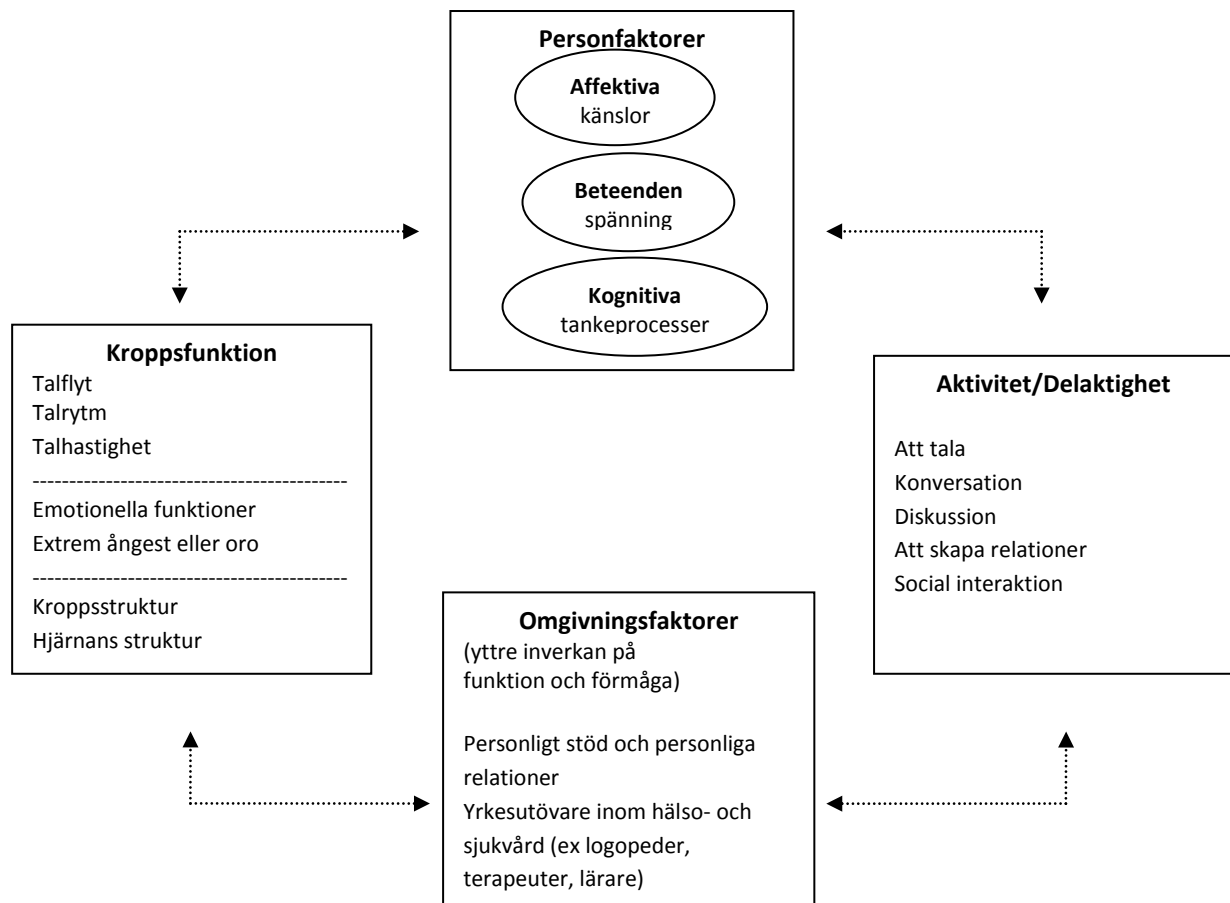 Personfaktorer
Affektiva
känslor
Beteenden
spänning
Kognitiva
tankeprocesser
Kroppsfunktion
Talflyt
Talrytm
Talhastighet
-------------------------------------------
Emotionella funktioner
Extrem ångest eller oro
-------------------------------------------
Kroppsstruktur
Hjärnans struktur
Aktivitet/Delaktighet
Att tala
Konversation
Diskussion
Att skapa relationer
Social interaktion
Omgivningsfaktorer
(yttre inverkan på
funktion och förmåga)
Personligt stöd och personliga
relationer
Yrkesutövare inom hälso- och
sjukvård (ex logopeder,
terapeuter, lärare)